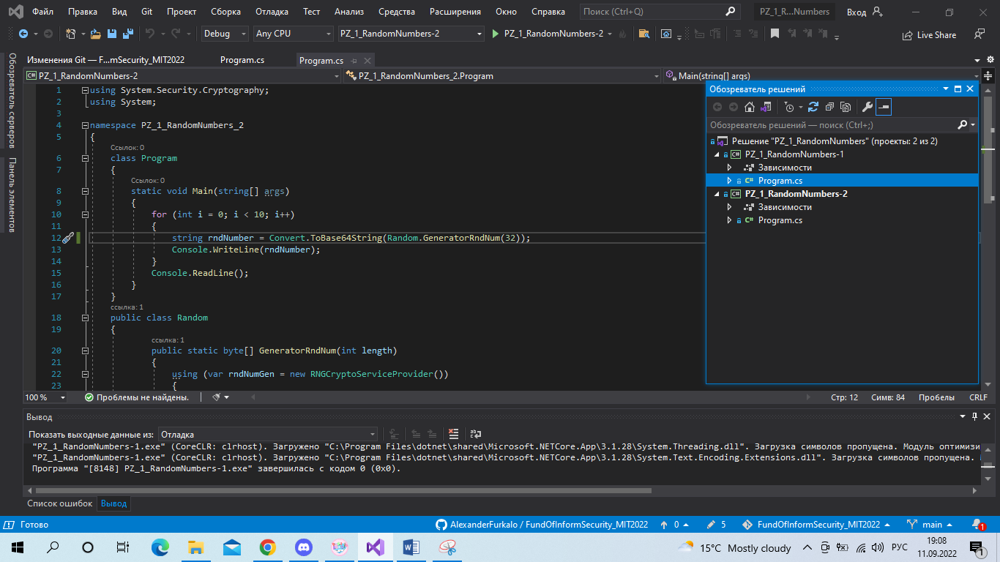 Файл Правка Вид Git Проект Сборка Отладка Тест Анализ Средства Расширения Окно Справка Поиск (Ctrl+Q) PZ_1_R...Numbers Вход
Debug Any CPU PZ_1_RandomNumbers-2 PZ_1_RandomNumbers-2 Live Share
Обозреватель серверов
Панель элементов
Изменения Git — F...mSecurity_MIT2022 Program.cs Program.cs
PZ_1_RandomNumbers-2 PZ_1_RandomNumbers_2.Program Main(string[] args)
1 using System.Security.Cryptography;
2 using System;
3
4 namespace PZ_1_RandomNumbers_2
5 {
Ссылок: 0
6 class Program
7 {
Ссылок: 0
8 static void Main(string[] args)
9 {
10 for (int i = 0; i < 10; i++)
11 {
12 string rndNumber = Convert.ToBase64String(Random.GeneratorRndNum(32));
13 Console.WriteLine(rndNumber);
14 }
15 Console.ReadLine();
16 }
17 }
ссылка: 1
18 public class Random
19 {
ссылка: 1
20 public static byte[] GeneratorRndNum(int length)
21 {
22 using (var rndNumGen = new RNGCryptoServiceProvider())
23 {
Обозреватель решений
Обозреватель решений — поиск (Ctrl+;)
Решение "PZ_1_RandomNumbers" (проекты: 2 из 2)
PZ_1_RandomNumbers-1
Зависимости
Program.cs
PZ_1_RandomNumbers-2
Зависимости
Program.cs
100 % Проблемы не найдены. Стр: 12 Симв: 84 Пробелы CRLF
Вывод
Показать выходные данные из: Отладка
"PZ_1_RandomNumbers-1.exe" (CoreCLR: clrhost). Загружено "C:\Program Files\dotnet\shared\Microsoft.NETCore.App\3.1.28\System.Threading.dll". Загрузка символов пропущена. Модуль оптимизи
"PZ_1_RandomNumbers-1.exe" (CoreCLR: clrhost). Загружено "C:\Program Files\dotnet\shared\Microsoft.NETCore.App\3.1.28\System.Text.Encoding.Extensions.dll". Загрузка символов пропущена.
Программа "[8148] PZ_1_RandomNumbers-1.exe" завершилась с кодом 0 (0x0).
Список ошибок Вывод
Готово AlexanderFurkalo / FundOfInformSecurity_MIT2022 0 5 FundOfInformSecurity_MIT2022 main 1
15°C Mostly cloudy РУС 19:08
11.09.2022 1